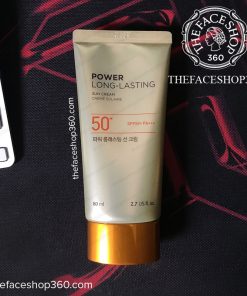 THEFACESHOP
360
THEFACESHOP360.
POWER
LONG-LASTING
SUN CREAM
CRÈME SOLAIRE
50+
SPF50+ PA+++
파워 롱래스팅 선 크림
80 ml
2.7 US fl. oz.
thefaceshop360.com
efaceshop360.com
thefaceshop360